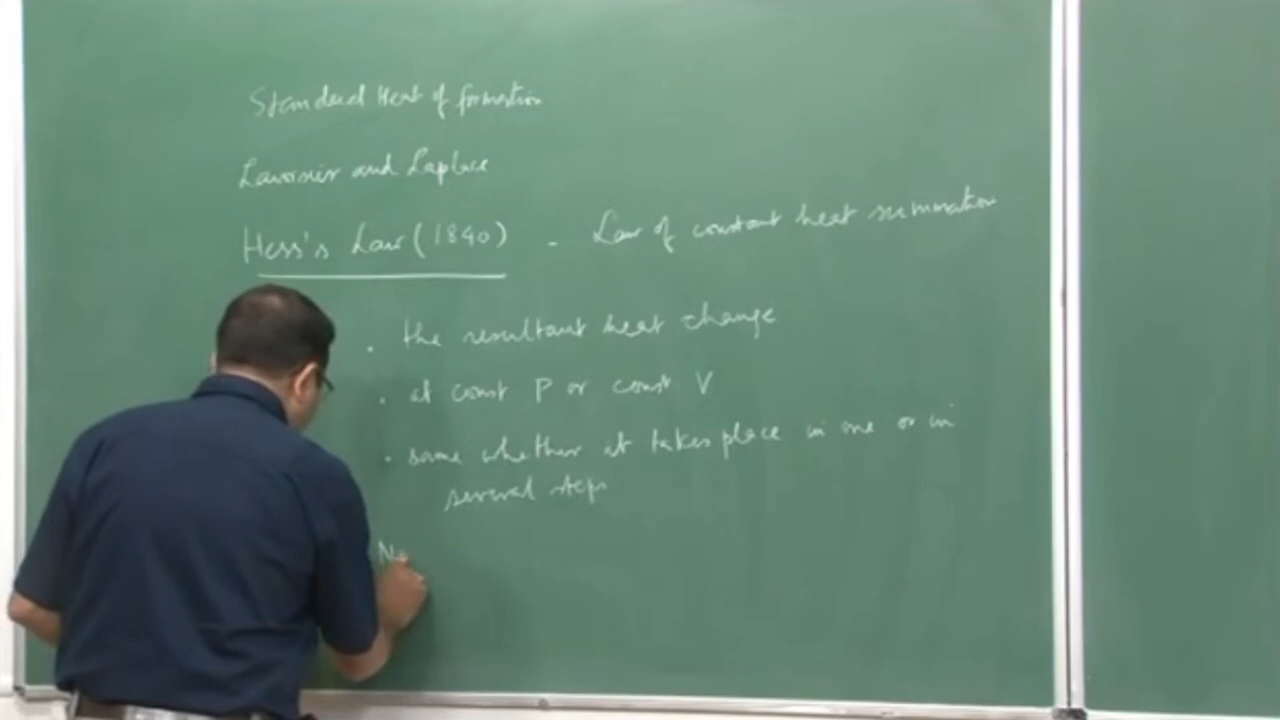 Standard Heat of formation
Lavoisier and Laplace
Hess's Law (1840) - Law of constant heat summation
. the resultant heat change
. at const P or const V
. same whether it takes place in one or in
several steps